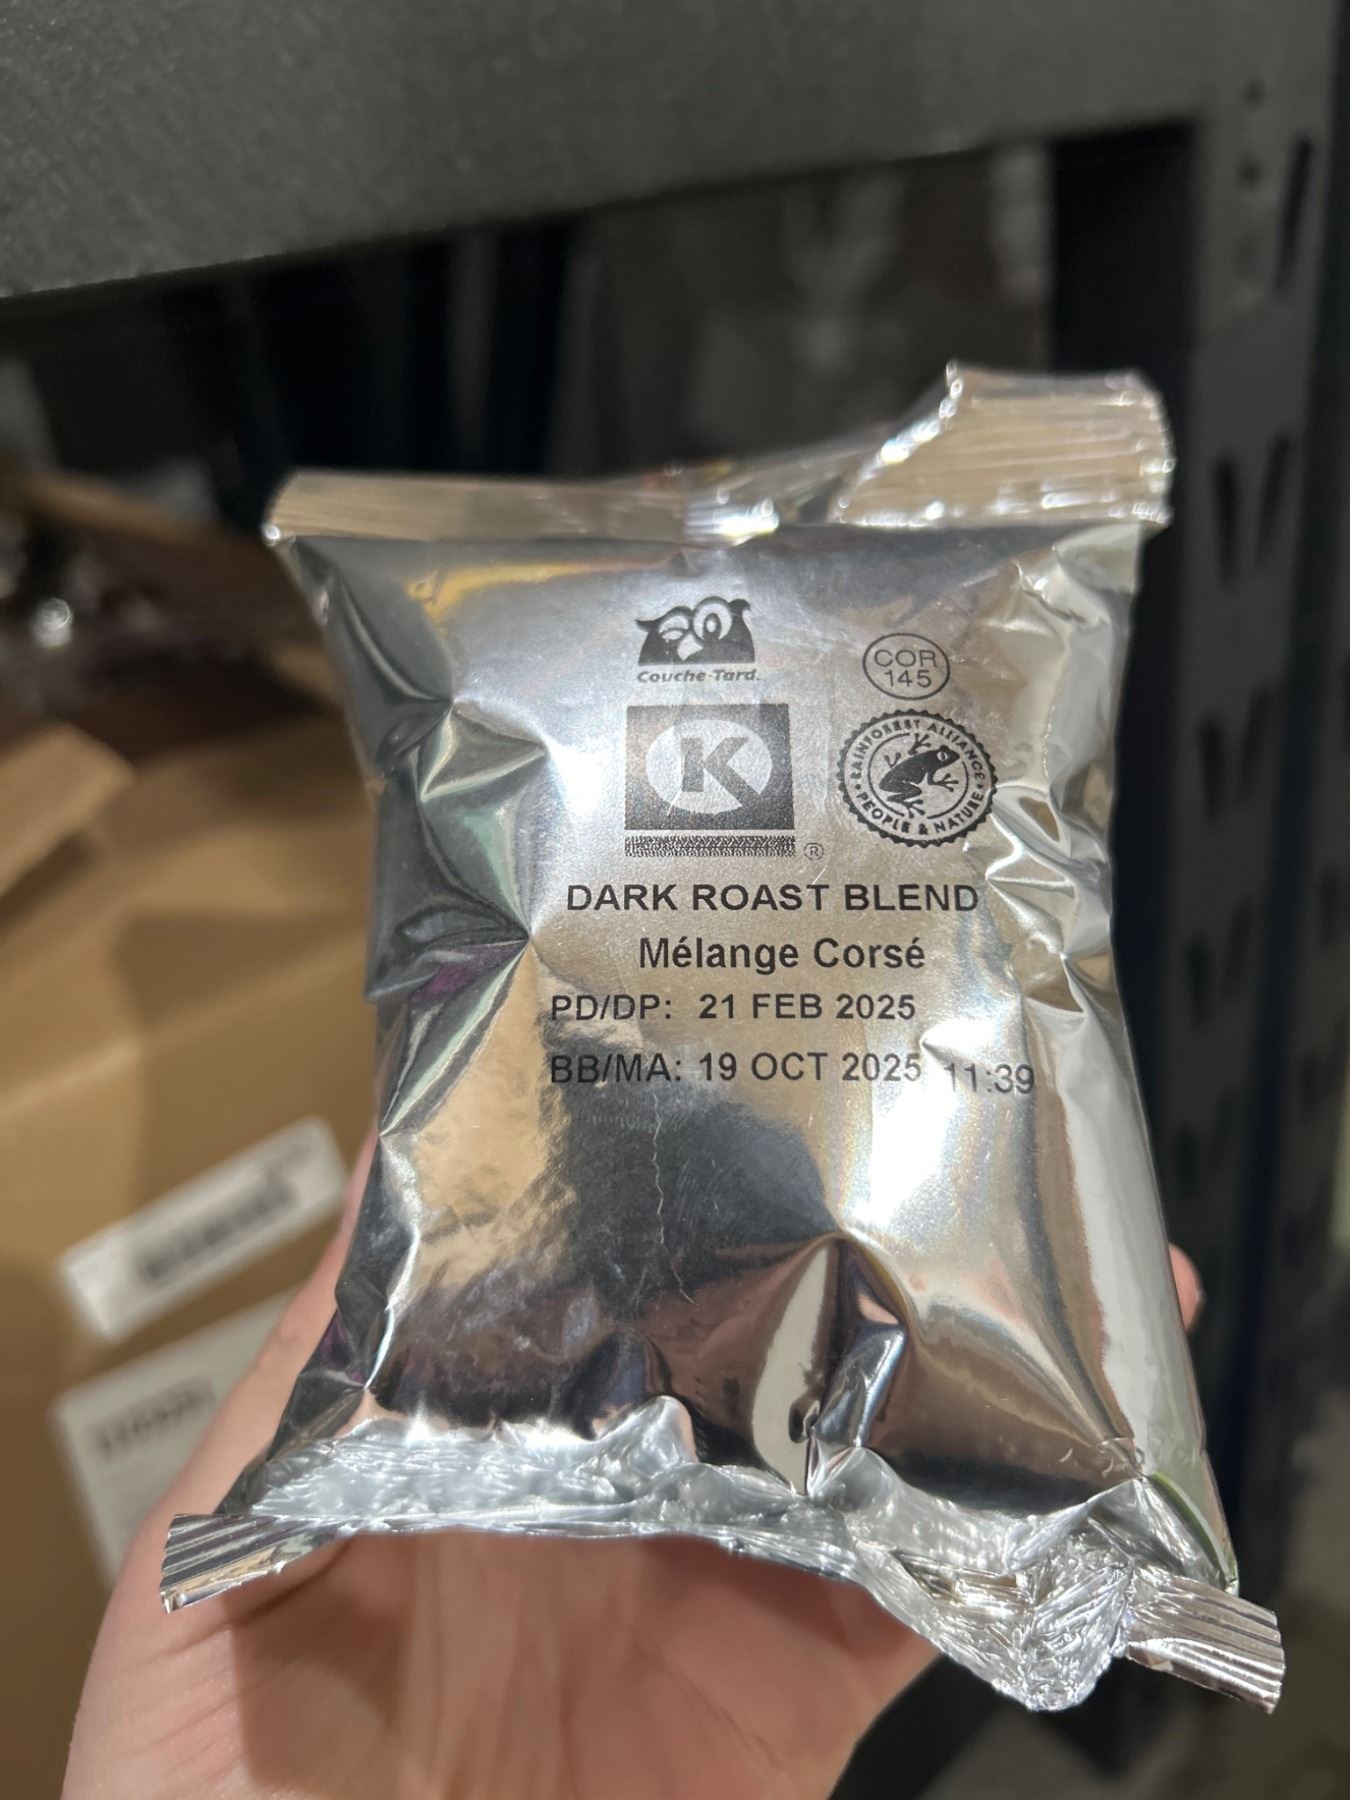 Couche-Tard.
COR
145
K
®
RAINFOREST ALLIANCE
PEOPLE & NATURE
DARK ROAST BLEND
Mélange Corsé
PD/DP: 21 FEB 2025
BB/MA: 19 OCT 2025 11:39